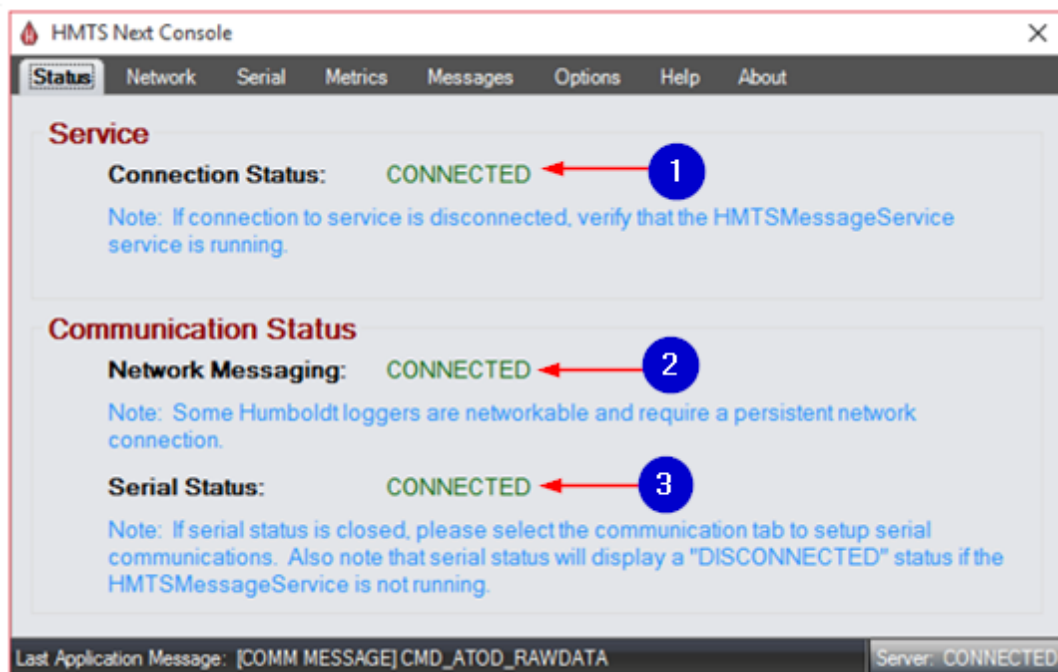 HMTS Next Console
Status Network Serial Metrics Messages Options Help About
Service
Connection Status: CONNECTED 1
Note: If connection to service is disconnected, verify that the HMTSMessageService
service is running.
Communication Status
Network Messaging: CONNECTED 2
Note: Some Humboldt loggers are networkable and require a persistent network
connection.
Serial Status: CONNECTED 3
Note: If serial status is closed, please select the communication tab to setup serial
communications. Also note that serial status will display a "DISCONNECTED" status if the
HMTSMessageService is not running.
Last Application Message: [COMM MESSAGE] CMD_ATOD_RAWDATA Server: CONNECTED